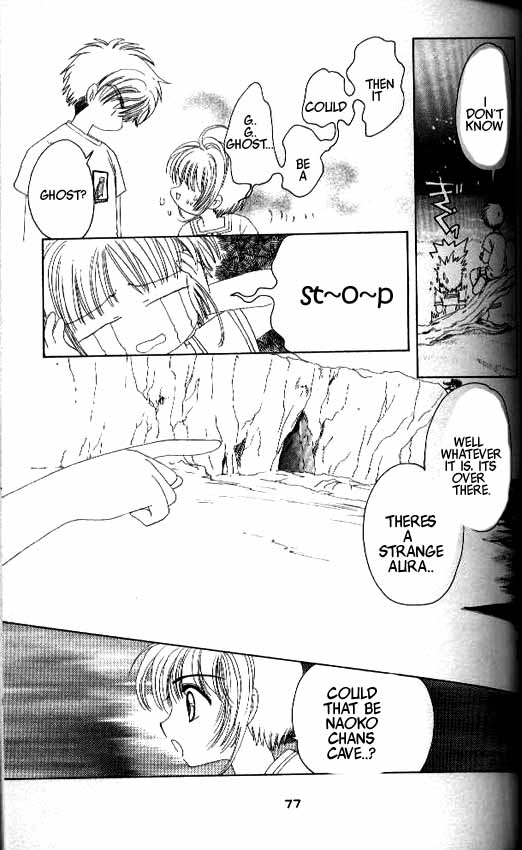 I
DON'T
KNOW
THEN
IT
COULD
BE
A
G..
G.
GHOST...
GHOST?
St~o~p
WELL
WHATEVER
IT IS. ITS
OVER
THERE.
THERES
A
STRANGE
AURA..
COULD
THAT BE
NAOKO
CHANS
CAVE..?
77